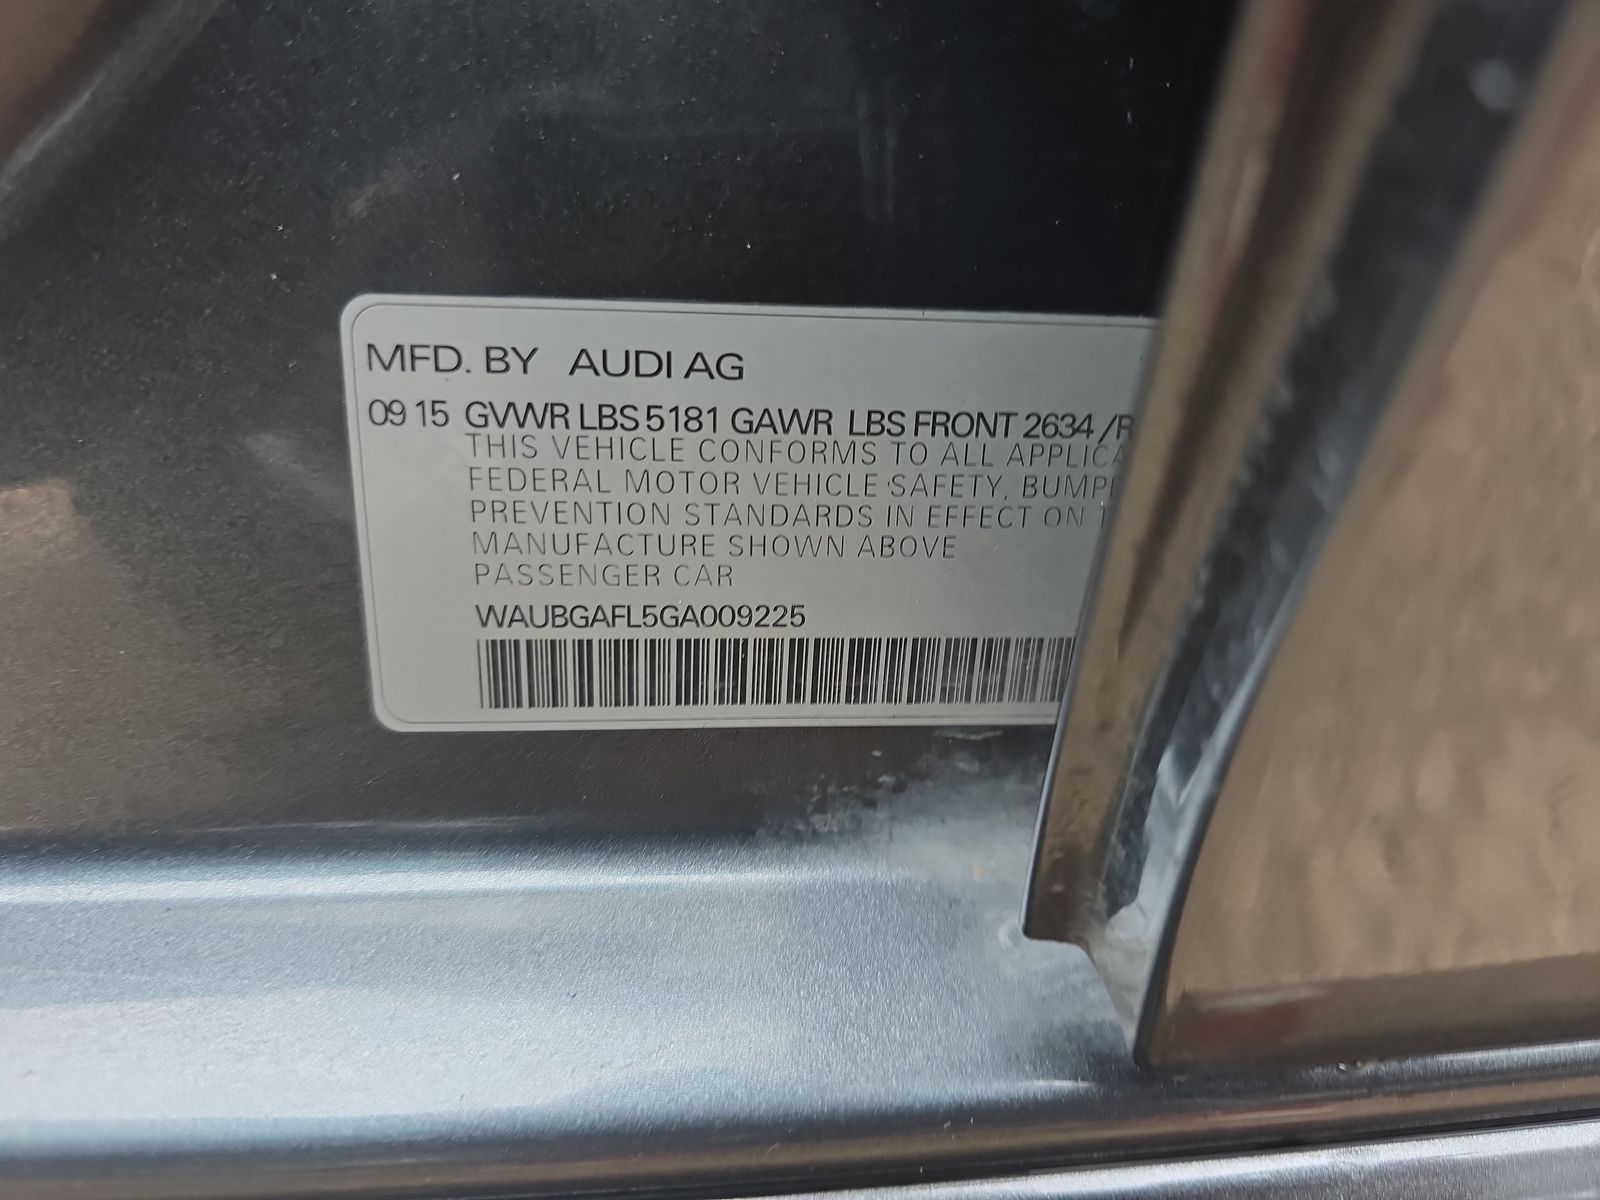 MFD. BY AUDI AG
09 15 GVWR LBS 5181 GAWR LBS FRONT 2634 /R
THIS VEHICLE CONFORMS TO ALL
FEDERAL MOTOR VEHICLE SAFETY,
PREVENTION STANDARDS IN EFFECT ON
MANUFACTURE SHOWN ABOVE
PASSENGER CAR
WAUBGAFL5GA009225